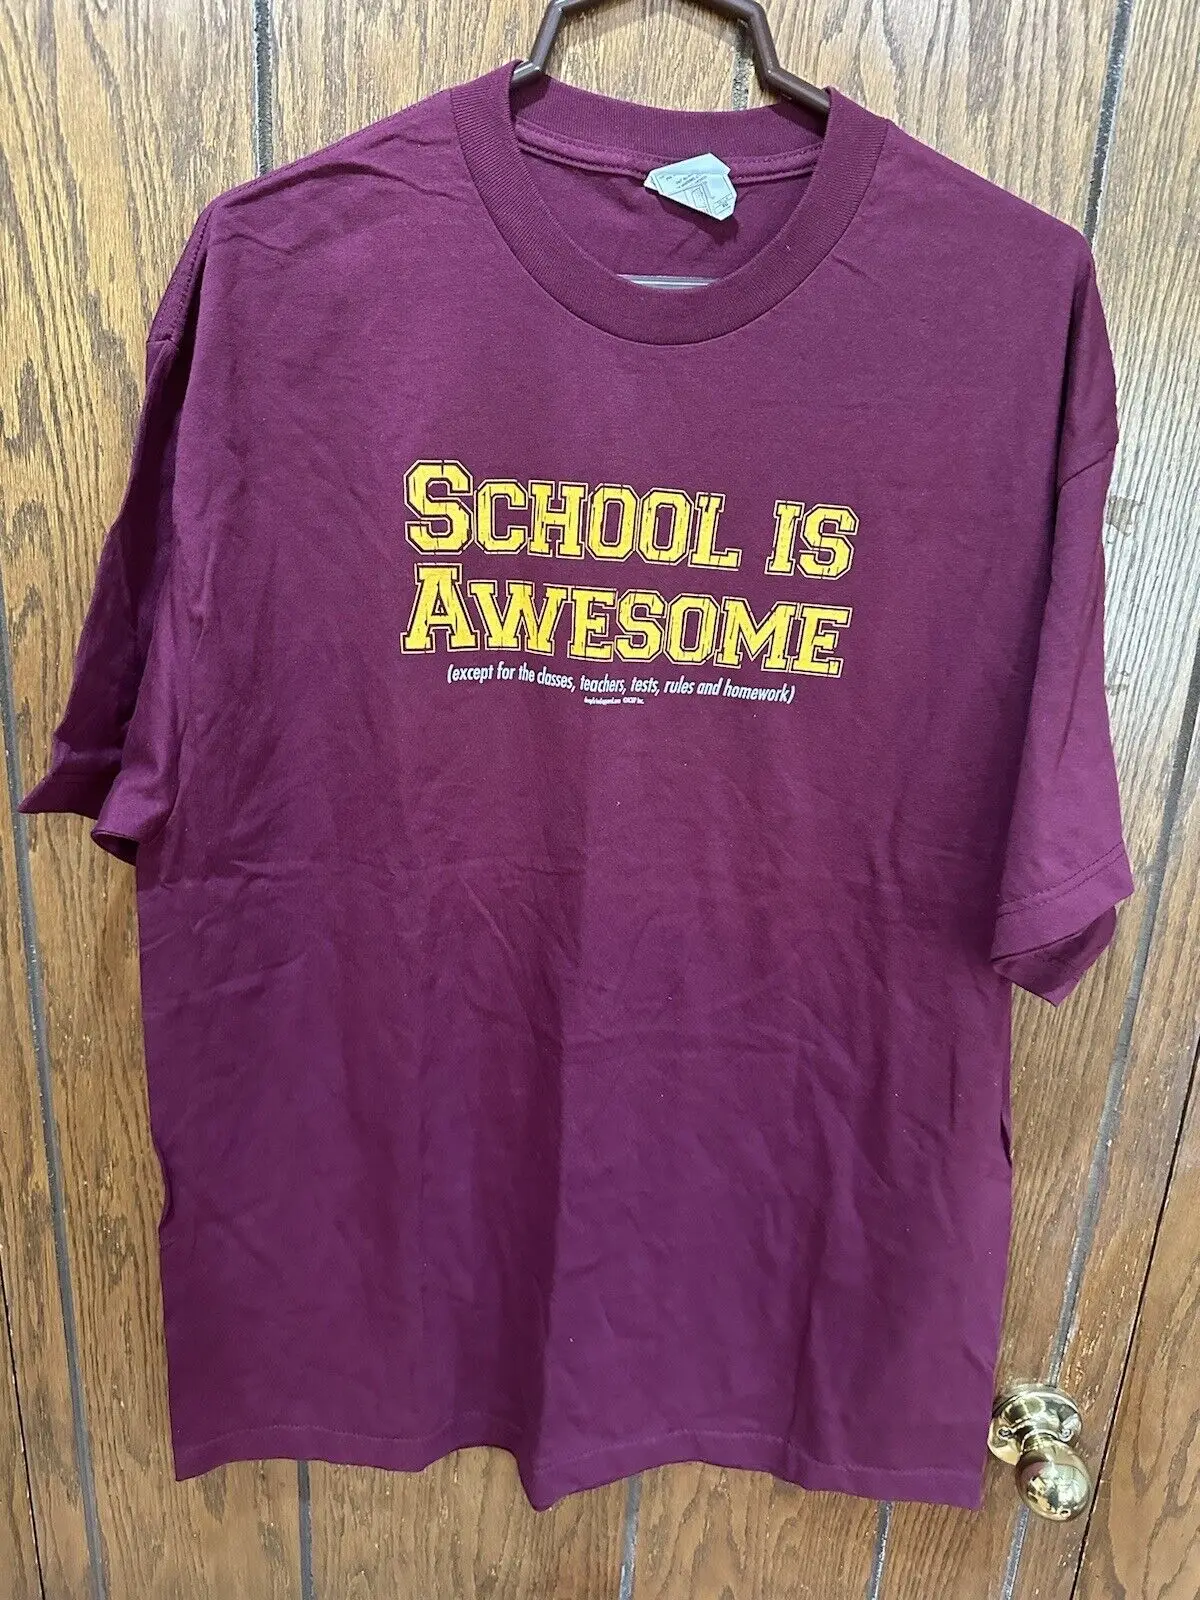 SCHOOL IS
AWESOME
(except for the classes, teachers, tests, rules and homework)